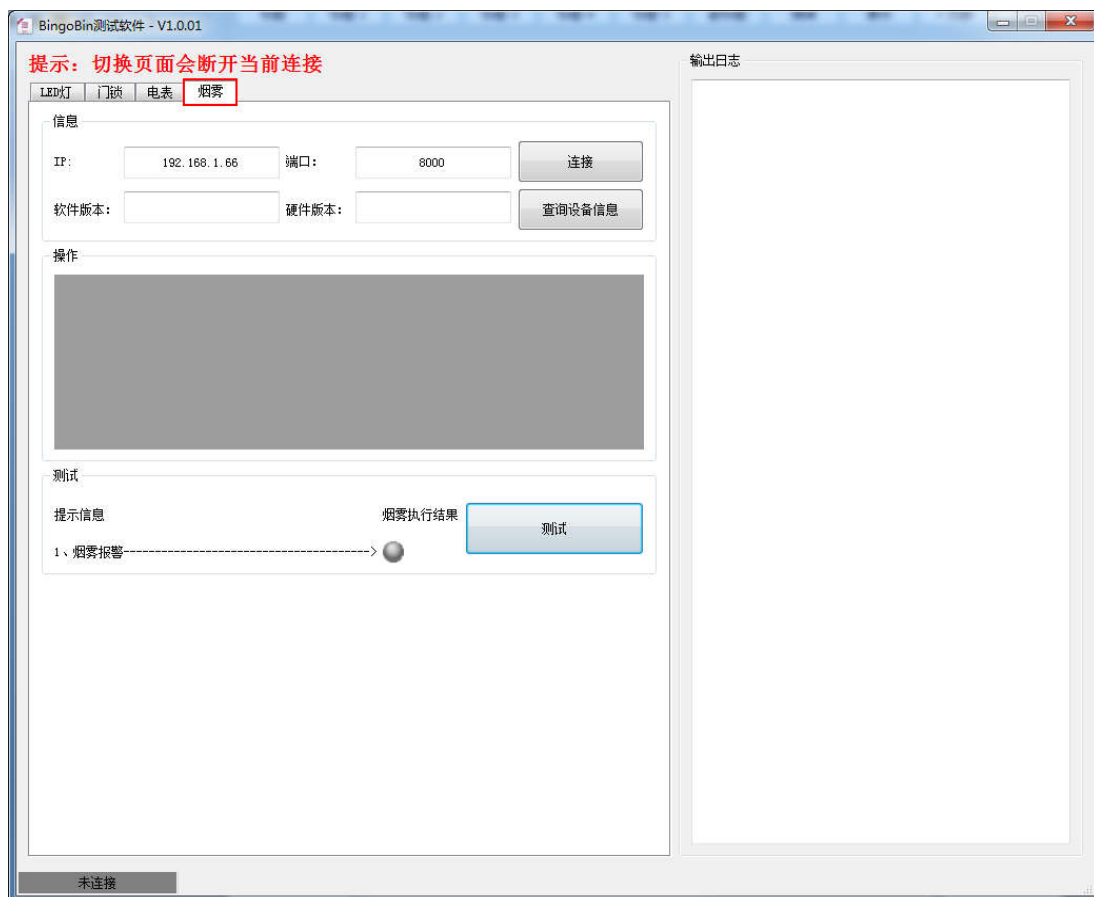 BingoBin测试软件 - V1.0.01
提示：切换页面会断开当前连接
LED灯 门锁 电表 烟雾
信息
IP: 192.168.1.66 端口： 8000 连接
软件版本： 硬件版本： 查询设备信息
操作
测试
提示信息 烟雾执行结果 测试
1、烟雾报警--------------------------------------->
未连接
输出日志